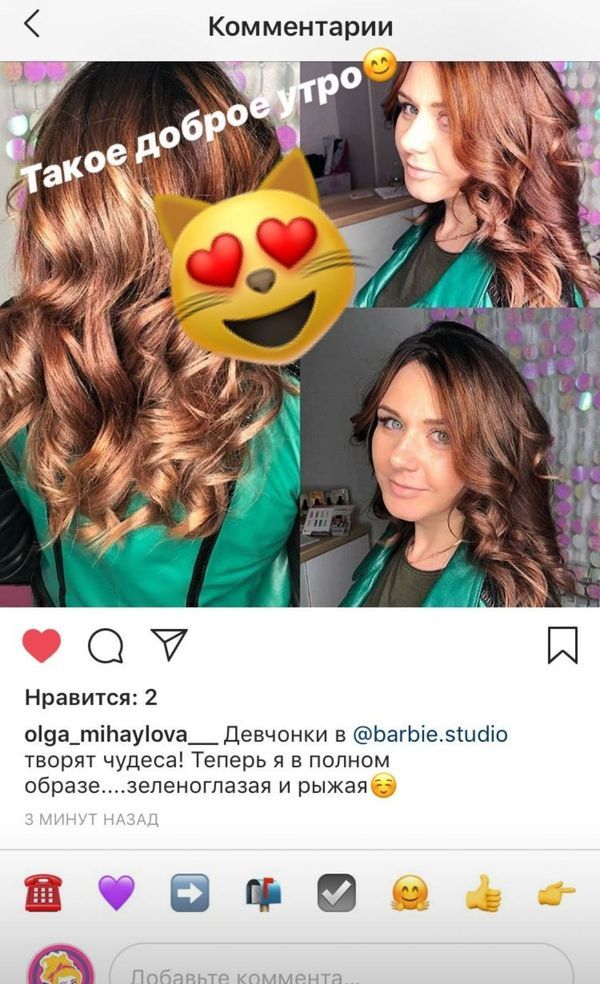 Комментарии
Такое доброе утро😊
Нравится: 2
olga_mihaylova___ Девчонки в @barbie.studio
творят чудеса! Теперь я в полном
образе....зеленоглазая и рыжая☺️
3 МИНУТ НАЗАД
Добавьте коммента...